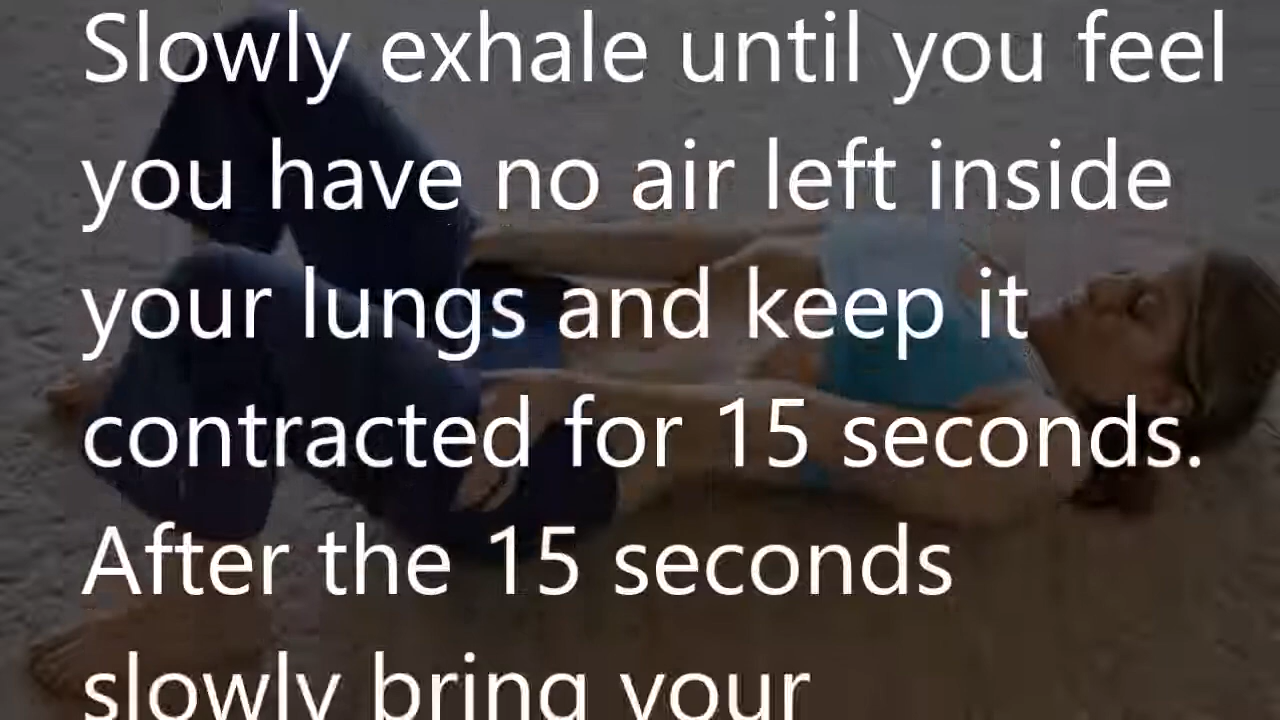 Slowly exhale until you feel
you have no air left inside
your lungs and keep it
contracted for 15 seconds.
After the 15 seconds
slowly bring your